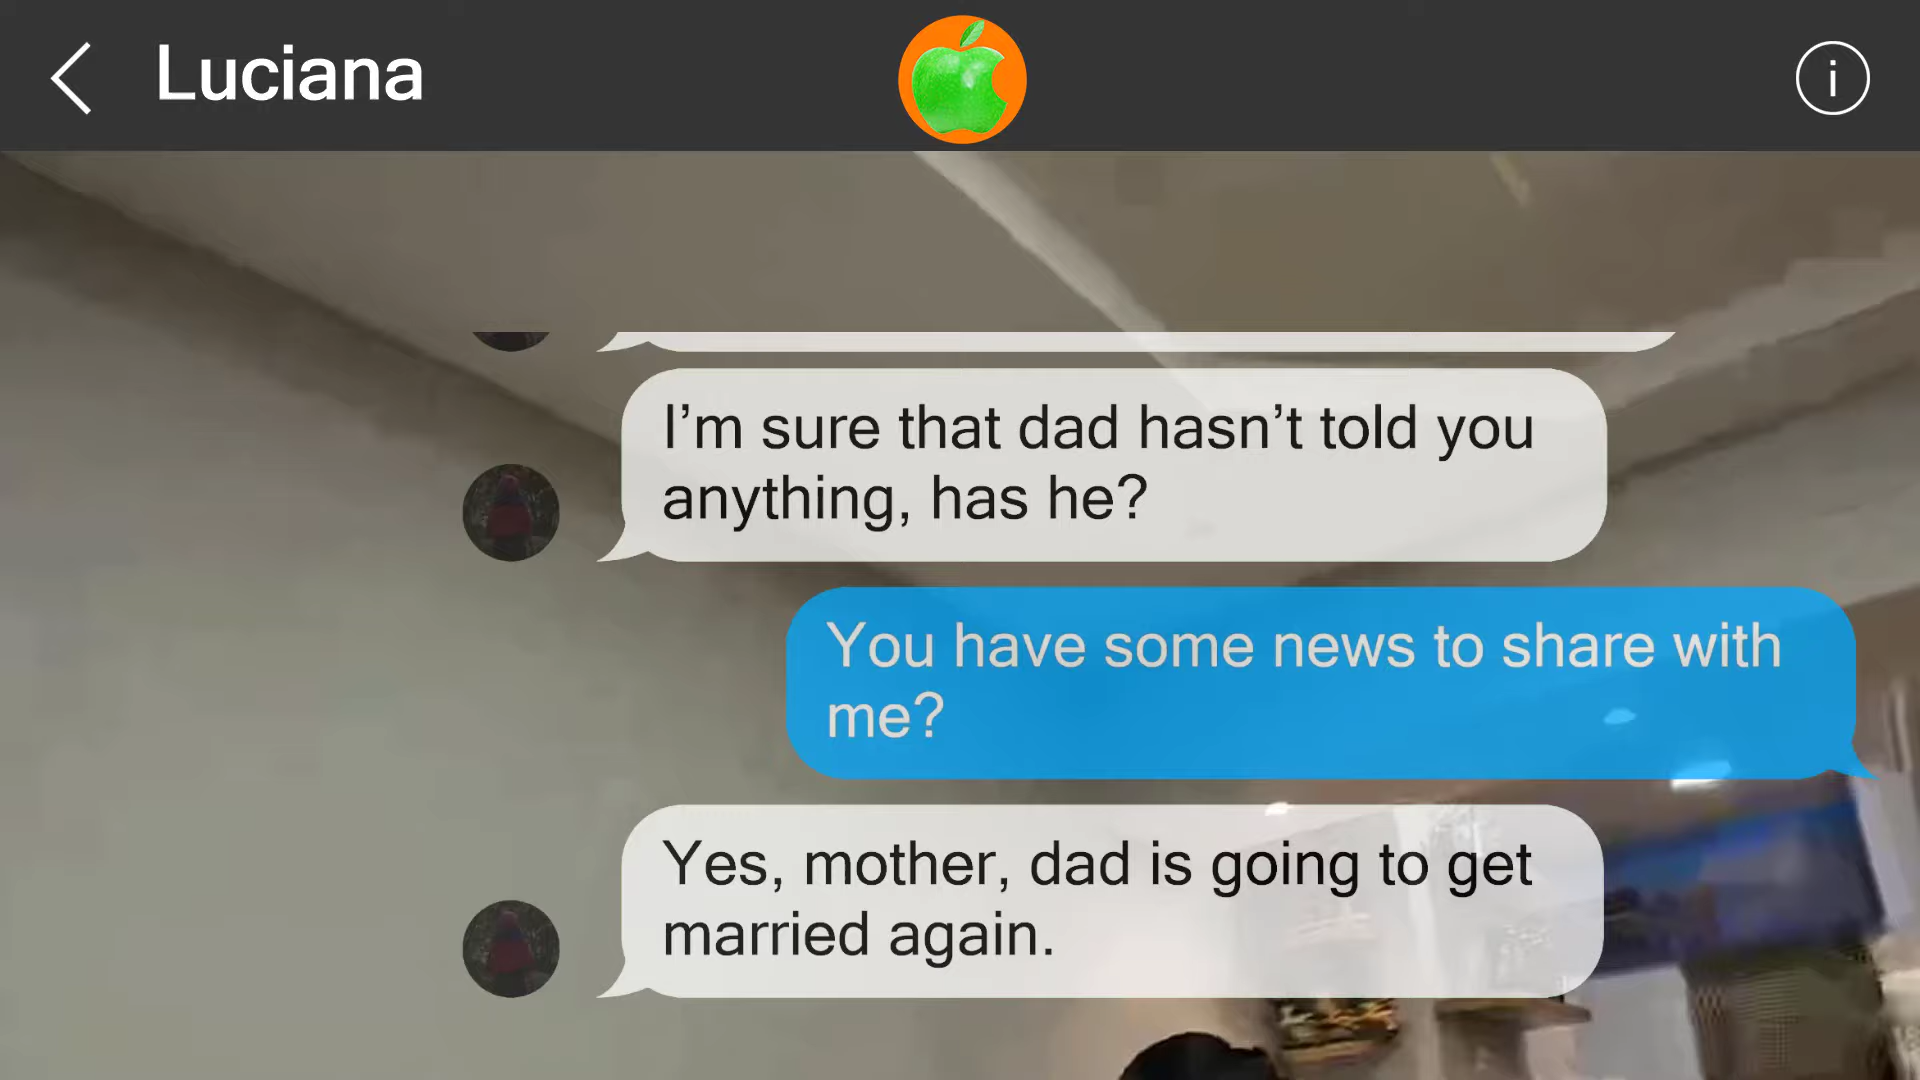 Luciana
I’m sure that dad hasn’t told you
anything, has he?
You have some news to share with
me?
Yes, mother, dad is going to get
married again.